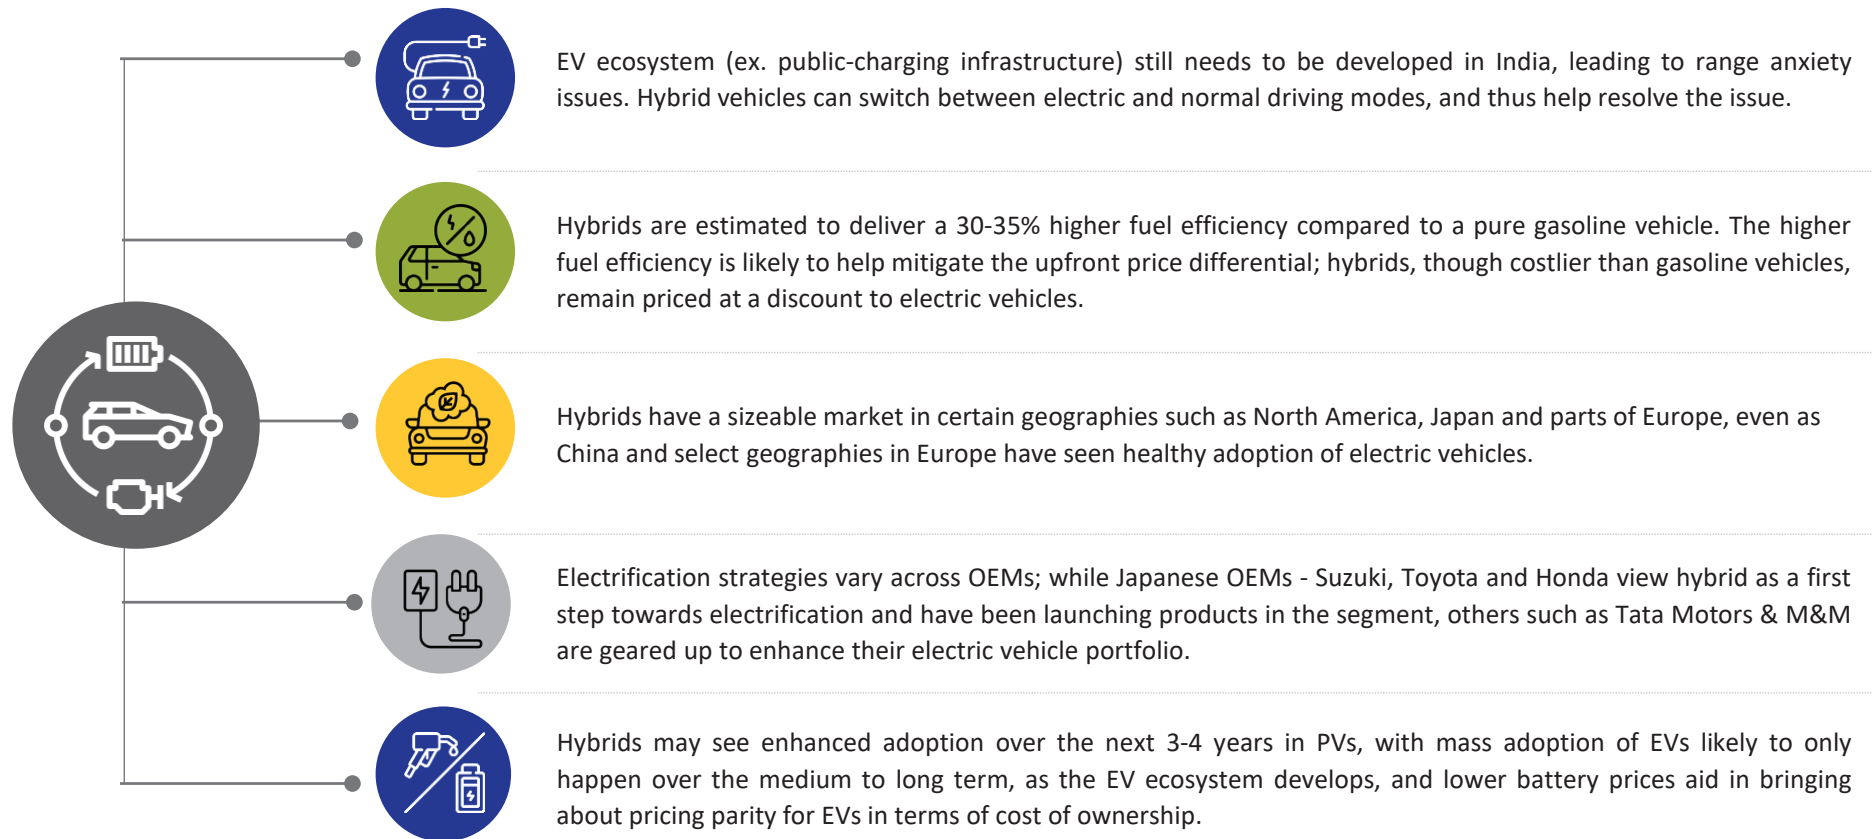 EV ecosystem (ex. public-charging infrastructure) still needs to be developed in India, leading to range anxiety
issues. Hybrid vehicles can switch between electric and normal driving modes, and thus help resolve the issue.
Hybrids are estimated to deliver a 30-35% higher fuel efficiency compared to a pure gasoline vehicle. The higher
fuel efficiency is likely to help mitigate the upfront price differential; hybrids, though costlier than gasoline vehicles,
remain priced at a discount to electric vehicles.
Hybrids have a sizeable market in certain geographies such as North America, Japan and parts of Europe, even as
China and select geographies in Europe have seen healthy adoption of electric vehicles.
Electrification strategies vary across OEMs; while Japanese OEMs - Suzuki, Toyota and Honda view hybrid as a first
step towards electrification and have been launching products in the segment, others such as Tata Motors & M&M
are geared up to enhance their electric vehicle portfolio.
Hybrids may see enhanced adoption over the next 3-4 years in PVs, with mass adoption of EVs likely to only
happen over the medium to long term, as the EV ecosystem develops, and lower battery prices aid in bringing
about pricing parity for EVs in terms of cost of ownership.